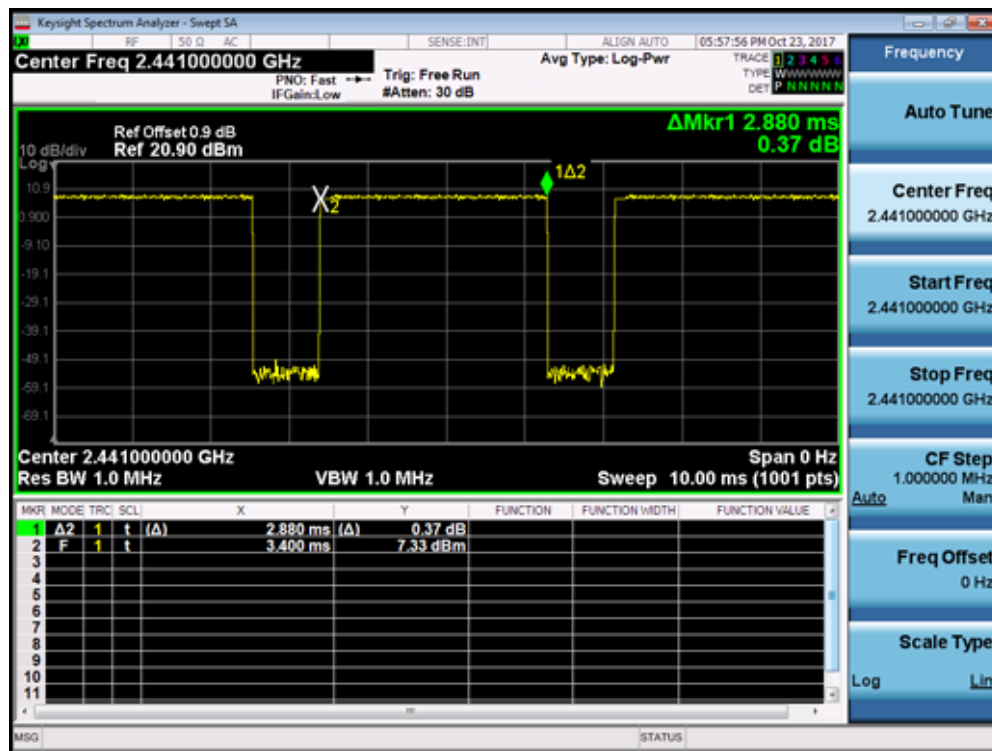 Keysight Spectrum Analyzer - Swept SA
LXI RF 50 Ω AC SENSE:INT ALIGN AUTO 05:57:56 PM Oct 23, 2017
Center Freq 2.441000000 GHz
PNO: Fast
IFGain:Low
Trig: Free Run
#Atten: 30 dB
Avg Type: Log-Pwr
TRACE 1 2 3 4 5 6
TYPE W W W W W W
DET P N N N N N
Ref Offset 0.9 dB
10 dB/div Ref 20.90 dBm
ΔMkr1 2.880 ms
0.37 dB
Log
10.9
0.900
-9.10
-19.1
-29.1
-39.1
-49.1
-59.1
-69.1
X2
1Δ2
Center 2.441000000 GHz Span 0 Hz
Res BW 1.0 MHz VBW 1.0 MHz Sweep 10.00 ms (1001 pts)
MKR MODE TRC SCL X Y FUNCTION FUNCTION WIDTH FUNCTION VALUE
1 Δ2 1 t (Δ) 2.880 ms (Δ) 0.37 dB
2 F 1 t 3.400 ms 7.33 dBm
3
4
5
6
7
8
9
10
11
MSG STATUS
Frequency
Auto Tune
Center Freq
2.441000000 GHz
Start Freq
2.441000000 GHz
Stop Freq
2.441000000 GHz
CF Step
1.000000 MHz
Auto Man
Freq Offset
0 Hz
Scale Type
Log Lin